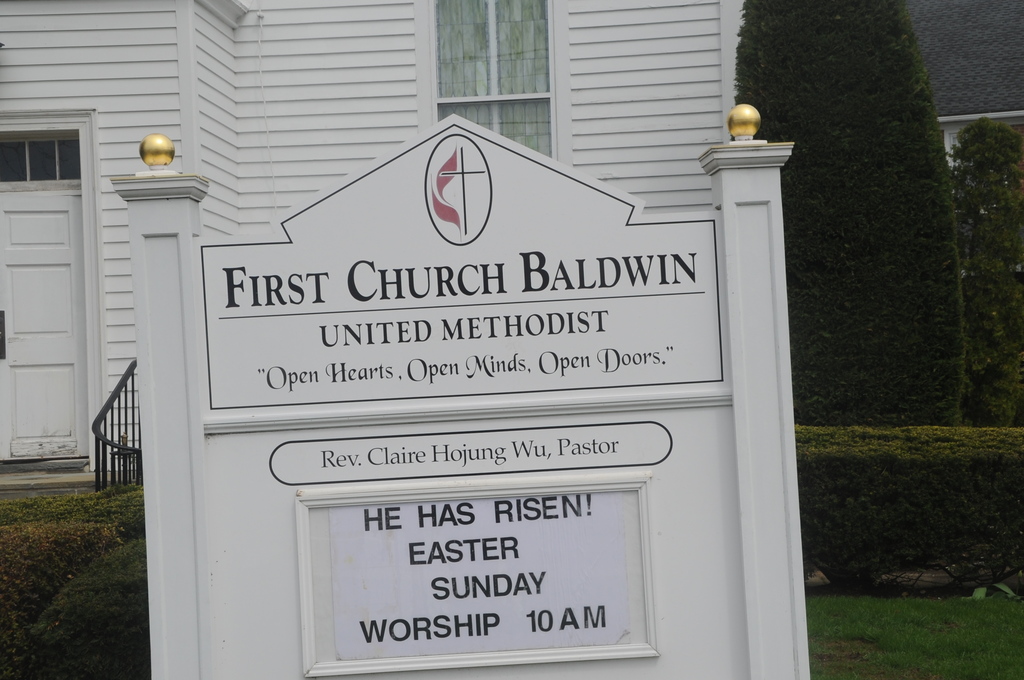 FIRST CHURCH BALDWIN
UNITED METHODIST
"Open Hearts, Open Minds, Open Doors."
Rev. Claire Hojung Wu, Pastor
HE HAS RISEN!
EASTER
SUNDAY
WORSHIP 10 AM